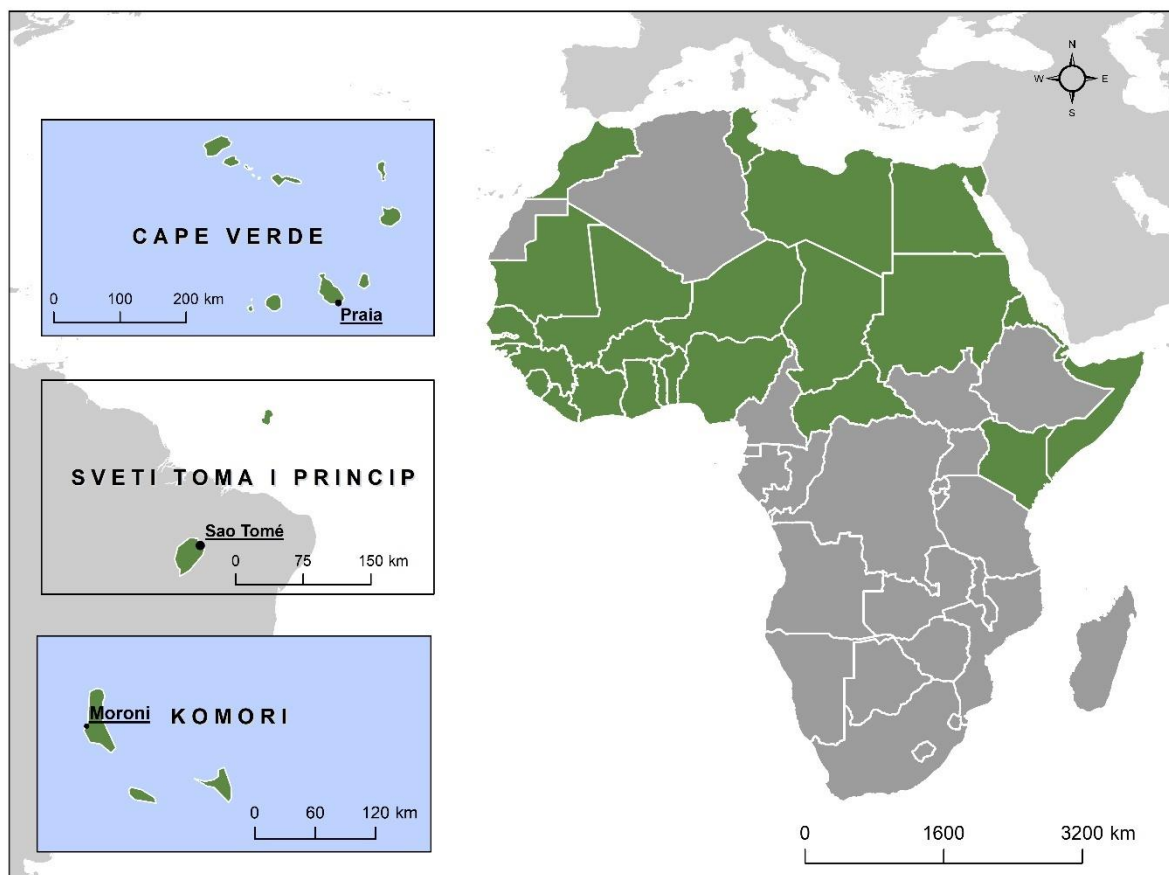 N
W E
S
CAPE VERDE
0 100 200 km
Praia
SVETI TOMA I PRINCIP
Sao Tomé
0 75 150 km
Moroni
KOMORI
0 60 120 km
0 1600 3200 km